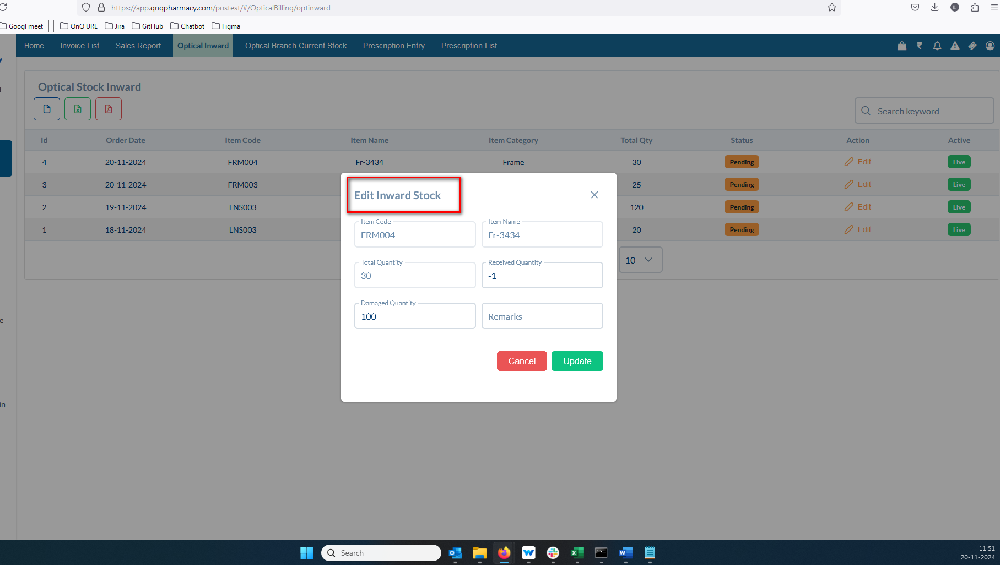 https://app.qnqpharmacy.com/postest/#/OpticalBilling/optinward
L
Googl meet QnQ URL Jira GitHub Chatbot Figma
Home Invoice List Sales Report Optical Inward Optical Branch Current Stock Prescription Entry Prescription List
Optical Stock Inward
Search keyword
Id Order Date Item Code Item Name Item Category Total Qty Status Action Active
4 20-11-2024 FRM004 Fr-3434 Frame 30 Pending Edit Live
3 20-11-2024 FRM003 25 Pending Edit Live
2 19-11-2024 LNS003 120 Pending Edit Live
1 18-11-2024 LNS003 20 Pending Edit Live
10
Edit Inward Stock
Item Code Item Name
FRM004 Fr-3434
Total Quantity Received Quantity
30 -1
Damaged Quantity
100 Remarks
Cancel Update
e
in
Search
11:51
20-11-2024